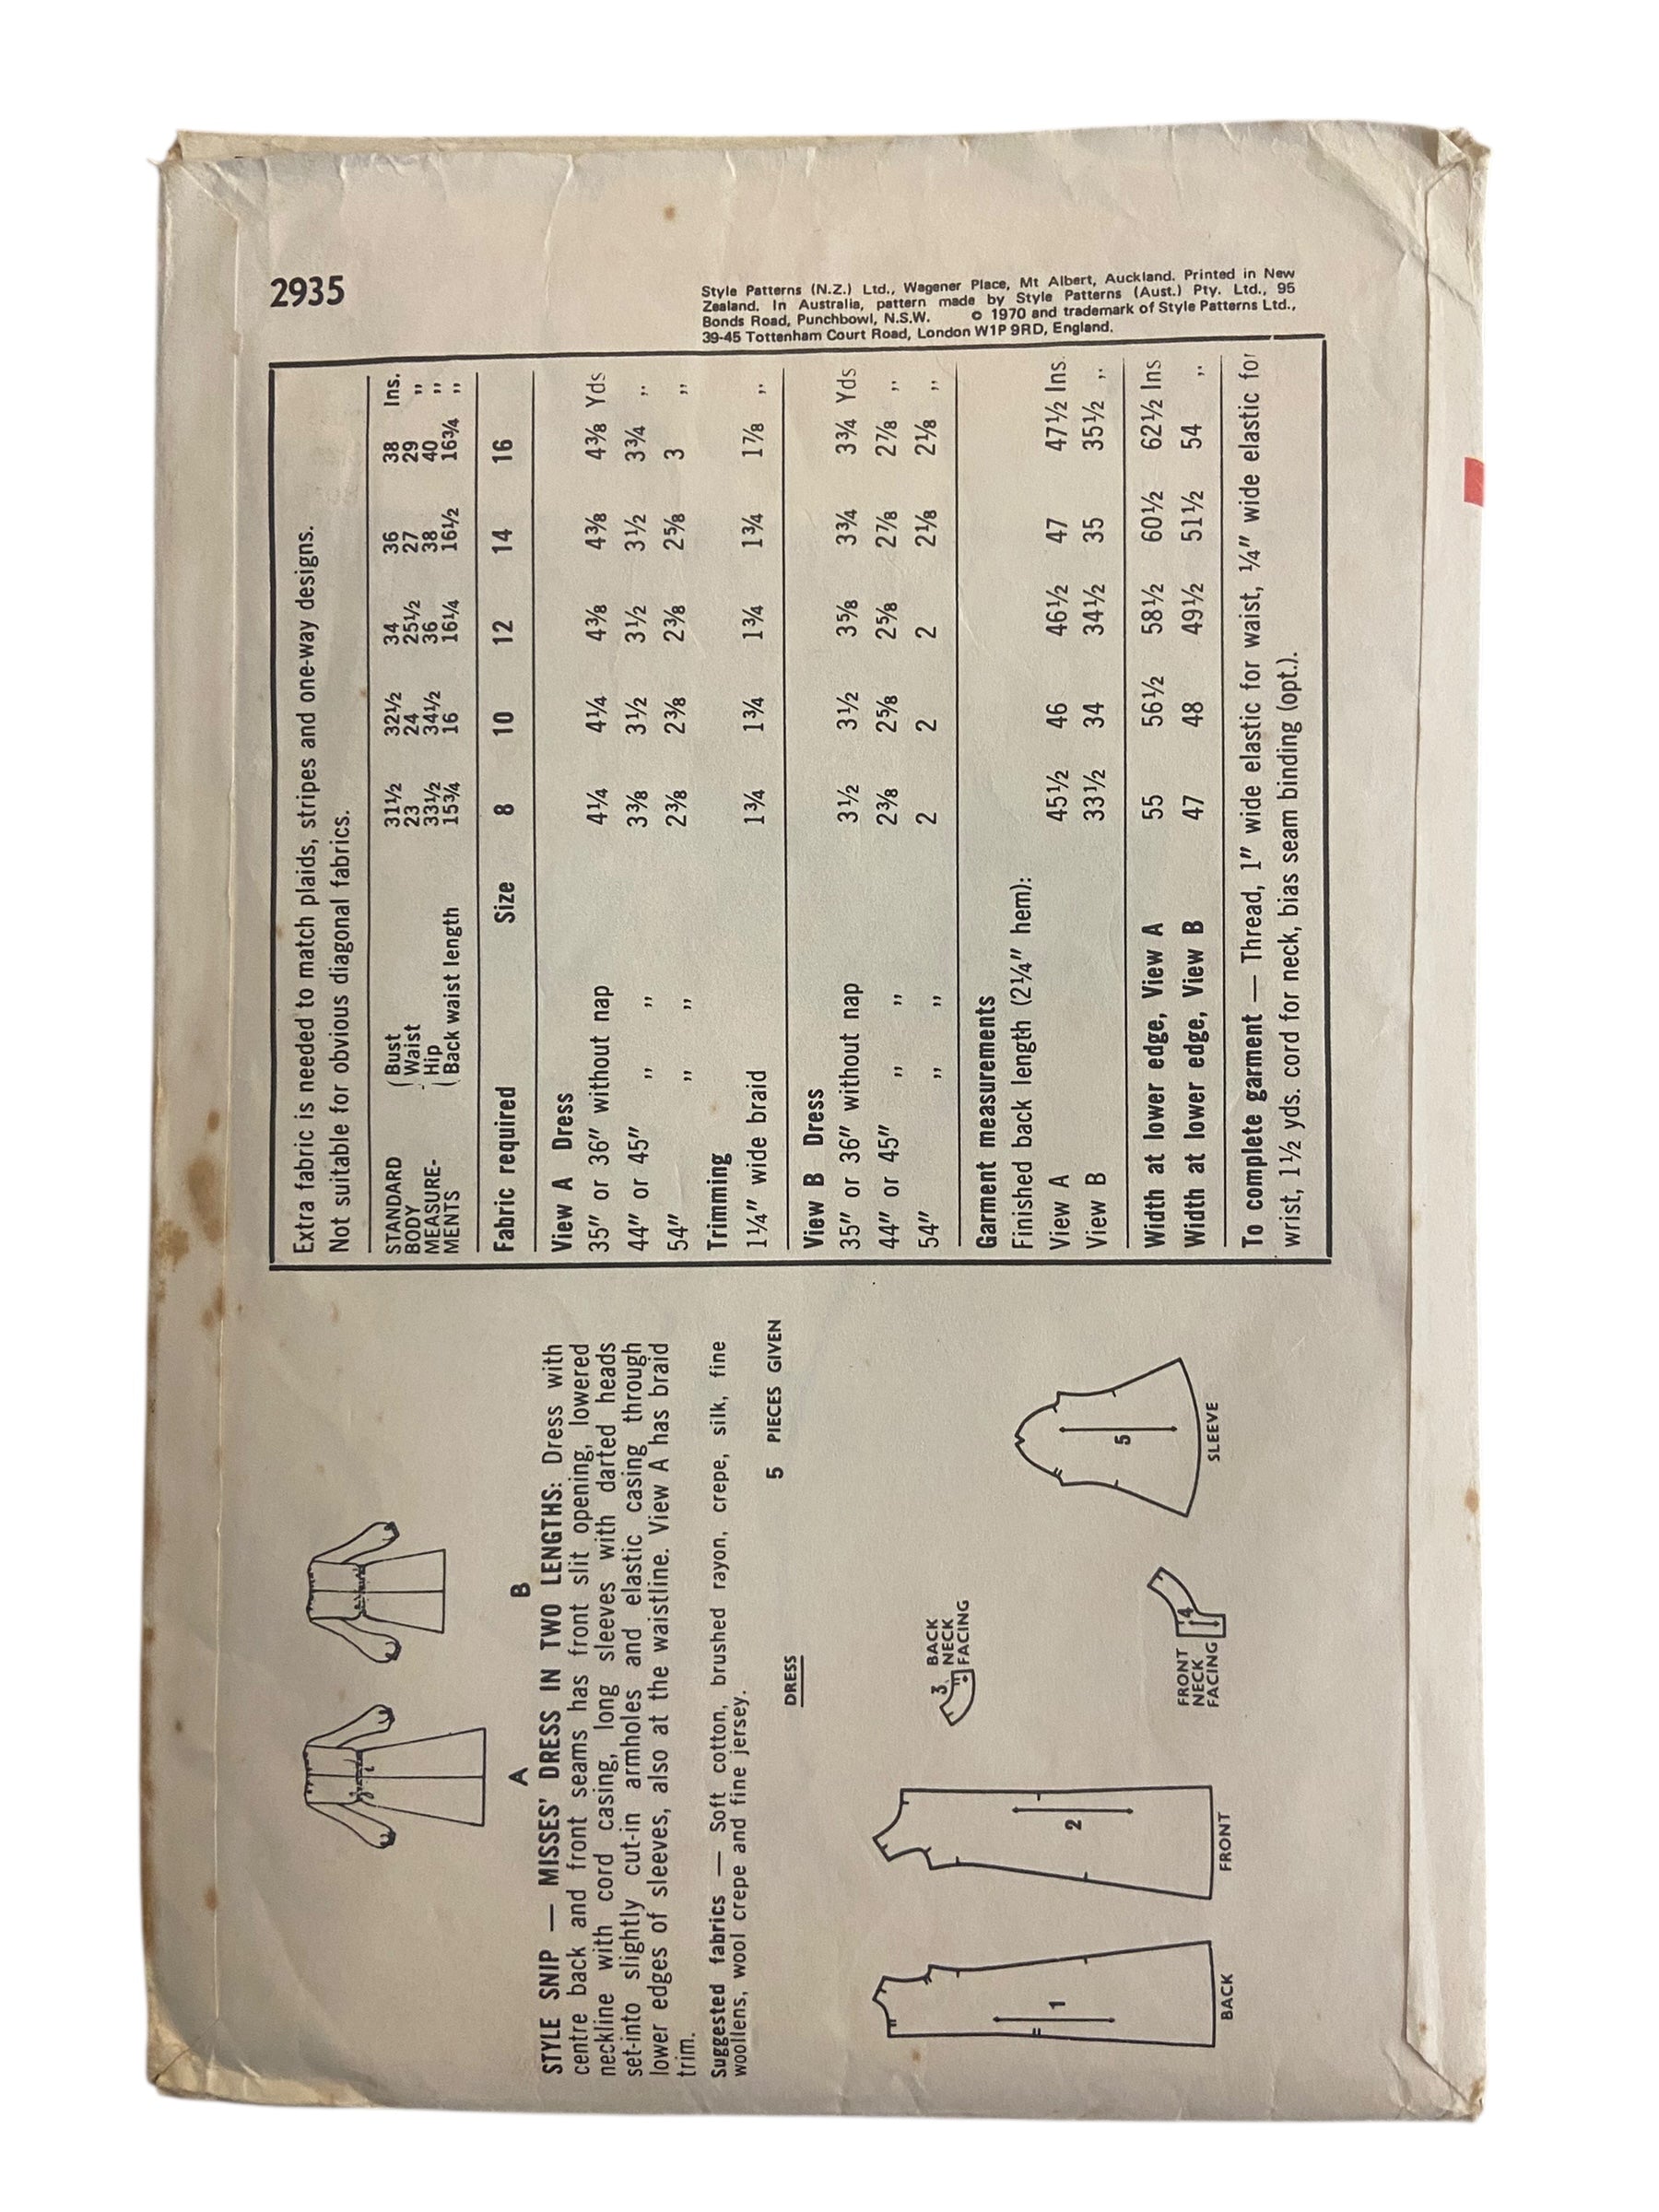 2935
Style Patterns (N.Z.) Ltd., Wagener Place, Mt Albert, Auckland. Printed in New
Zealand. In Australia, pattern made by Style Patterns (Aust.) Pty. Ltd., 95
Bonds Road, Punchbowl, N.S.W. © 1970 and trademark of Style Patterns Ltd.,
39-45 Tottenham Court Road, London W1P 9RD, England.
A
B
STYLE SNIP — MISSES' DRESS IN TWO LENGTHS: Dress with
centre back and front seams has front slit opening, lowered
neckline with cord casing, long sleeves with darted heads
set-into slightly cut-in armholes and elastic casing through
lower edges of sleeves, also at the waistline. View A has braid
trim.
Suggested fabrics — Soft cotton, brushed rayon, crepe, silk, fine
woollens, wool crepe and fine jersey.
5 PIECES GIVEN
DRESS
1
BACK
2
FRONT
3
BACK
NECK
FACING
4
FRONT
NECK
FACING
5
SLEEVE
Extra fabric is needed to match plaids, stripes and one-way designs.
Not suitable for obvious diagonal fabrics.
STANDARD ( Bust 31½ 32½ 34 36 38 Ins.
BODY Waist 23 24 25½ 27 29 „
MEASURE- Hip 33½ 34½ 36 38 40 „
MENTS ( Back waist length 15¾ 16 16¼ 16½ 16¾ „
Fabric required Size 8 10 12 14 16
View A Dress
35″ or 36″ without nap 4¼ 4¼ 4⅜ 4⅜ 4⅜ Yds
44″ or 45″ „ „ 3⅜ 3½ 3½ 3½ 3¾ „
54″ „ „ 2⅜ 2⅜ 2⅜ 2⅝ 3 „
Trimming
1¼″ wide braid 1¾ 1¾ 1¾ 1¾ 1⅞ „
View B Dress
35″ or 36″ without nap 3½ 3½ 3⅝ 3¾ 3¾ Yds
44″ or 45″ „ „ 2⅜ 2⅝ 2⅝ 2⅞ 2⅞ „
54″ „ „ 2 2 2 2⅛ 2⅛ „
Garment measurements
Finished back length (2¼″ hem):
View A 45½ 46 46½ 47 47½ Ins.
View B 33½ 34 34½ 35 35½ „
Width at lower edge, View A 55 56½ 58½ 60½ 62½ Ins
Width at lower edge, View B 47 48 49½ 51½ 54 „
To complete garment — Thread, 1″ wide elastic for waist, ¼″ wide elastic for
wrist, 1½ yds. cord for neck, bias seam binding (opt.).